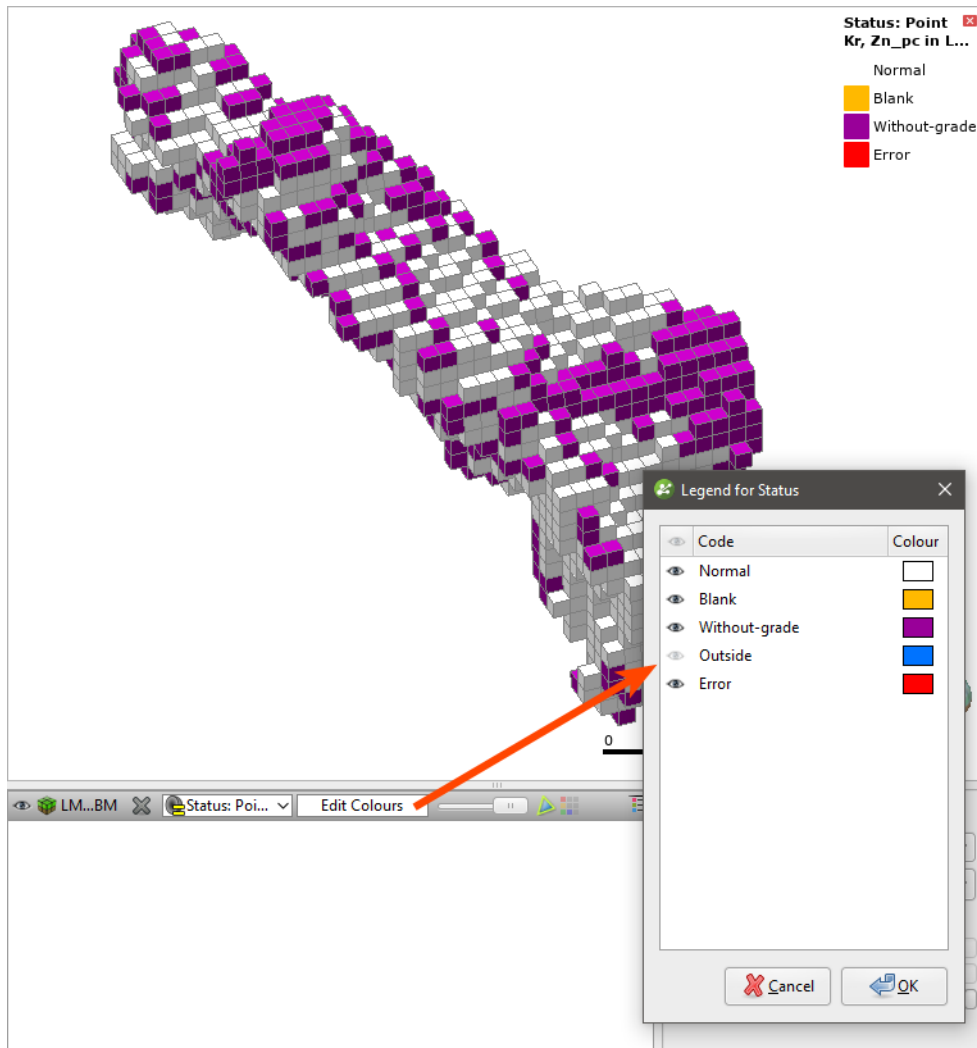 Status: Point
Kr, Zn_pc in L...
Normal
Blank
Without-grade
Error
Legend for Status
Code Colour
Normal
Blank
Without-grade
Outside
Error
0
LM...BM Status: Poi... Edit Colours
Cancel OK